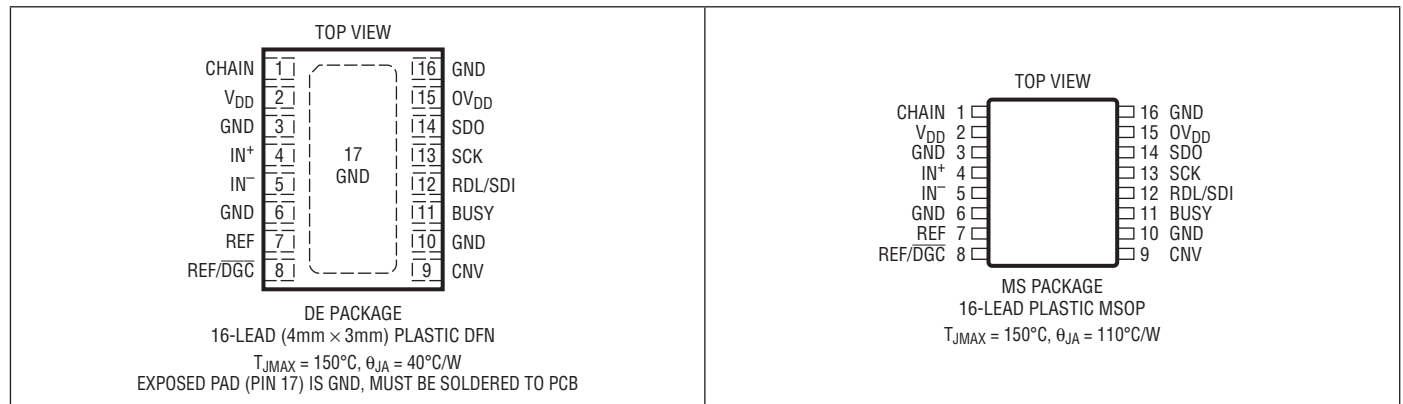 TOP VIEW
CHAIN 1 16 GND
VDD 2 15 OVDD
GND 3 14 SDO
IN+ 4 13 SCK
IN– 5 12 RDL/SDI
GND 6 11 BUSY
REF 7 10 GND
REF/DGC 8 9 CNV
17
GND
DE PACKAGE
16-LEAD (4mm × 3mm) PLASTIC DFN
TJMAX = 150°C, θJA = 40°C/W
EXPOSED PAD (PIN 17) IS GND, MUST BE SOLDERED TO PCB
TOP VIEW
CHAIN 1 16 GND
VDD 2 15 OVDD
GND 3 14 SDO
IN+ 4 13 SCK
IN– 5 12 RDL/SDI
GND 6 11 BUSY
REF 7 10 GND
REF/DGC 8 9 CNV
MS PACKAGE
16-LEAD PLASTIC MSOP
TJMAX = 150°C, θJA = 110°C/W